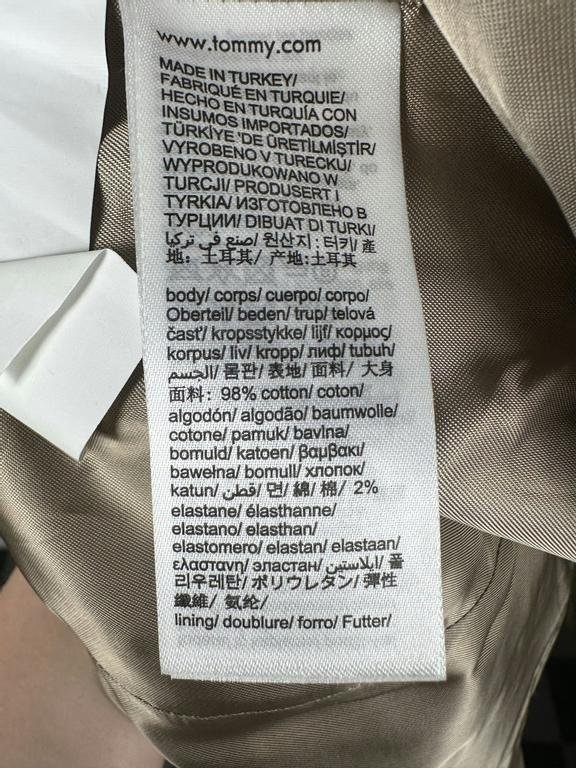 www.tommy.com
MADE IN TURKEY/
FABRIQUÉ EN TURQUIE/
HECHO EN TURQUÍA CON
INSUMOS IMPORTADOS/
TÜRKİYE 'DE ÜRETİLMİSTİR/
VYROBENO V TURECKU/
WYPRODUKOWANO W
TURCJI/ PRODUSERT I
TYRKIA/ ИЗГОТОВЛЕНО В
ТУРЦИИ/ DIBUAT DI TURKI/
صنع في تركيا/ 원산지 : 터키/ 產
地：土耳其/ 产地:土耳其
body/ corps/ cuerpo/ corpo/
Oberteil/ beden/ trup/ telová
časť/ kropsstykke/ lijf/ κορμος/
korpus/ liv/ kropp/ лиф/ tubuh/
الجسم/ 몸판/ 表地/ 面料/ 大身
面料：98% cotton/ coton/
algodón/ algodão/ baumwolle/
cotone/ pamuk/ bavlna/
bomuld/ katoen/ βαμβακι/
bawełna/ bomull/ хлопок/
katun/ قطن/ 면/ 綿/ 棉/ 2%
elastane/ élasthanne/
elastano/ elasthan/
elastomero/ elastan/ elastaan/
ελαστανη/ эластан/ ايلاستين/ 폴
리우레탄/ ポリウレタン/ 彈性
纖維/ 氨纶/
lining/ doublure/ forro/ Futter/